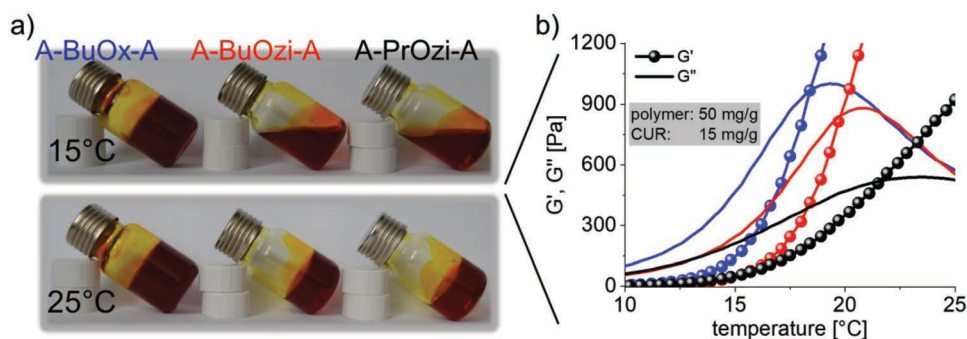 a)
A-BuOx-A A-BuOzi-A A-PrOzi-A
15°C
25°C
b)
G', G'' [Pa]
1200
900
600
300
0
G'
G''
polymer: 50 mg/g
CUR: 15 mg/g
10 15 20 25
temperature [°C]